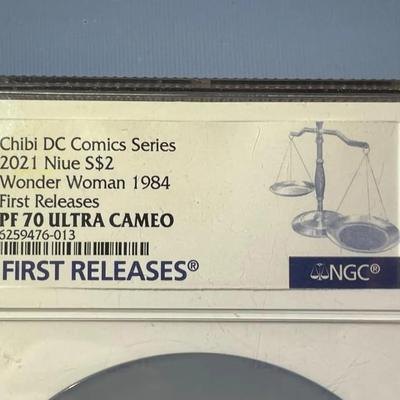 Chibi DC Comics Series
2021 Niue S$2
Wonder Woman 1984
First Releases
PF 70 ULTRA CAMEO
6259476-013
FIRST RELEASES®
NGC®